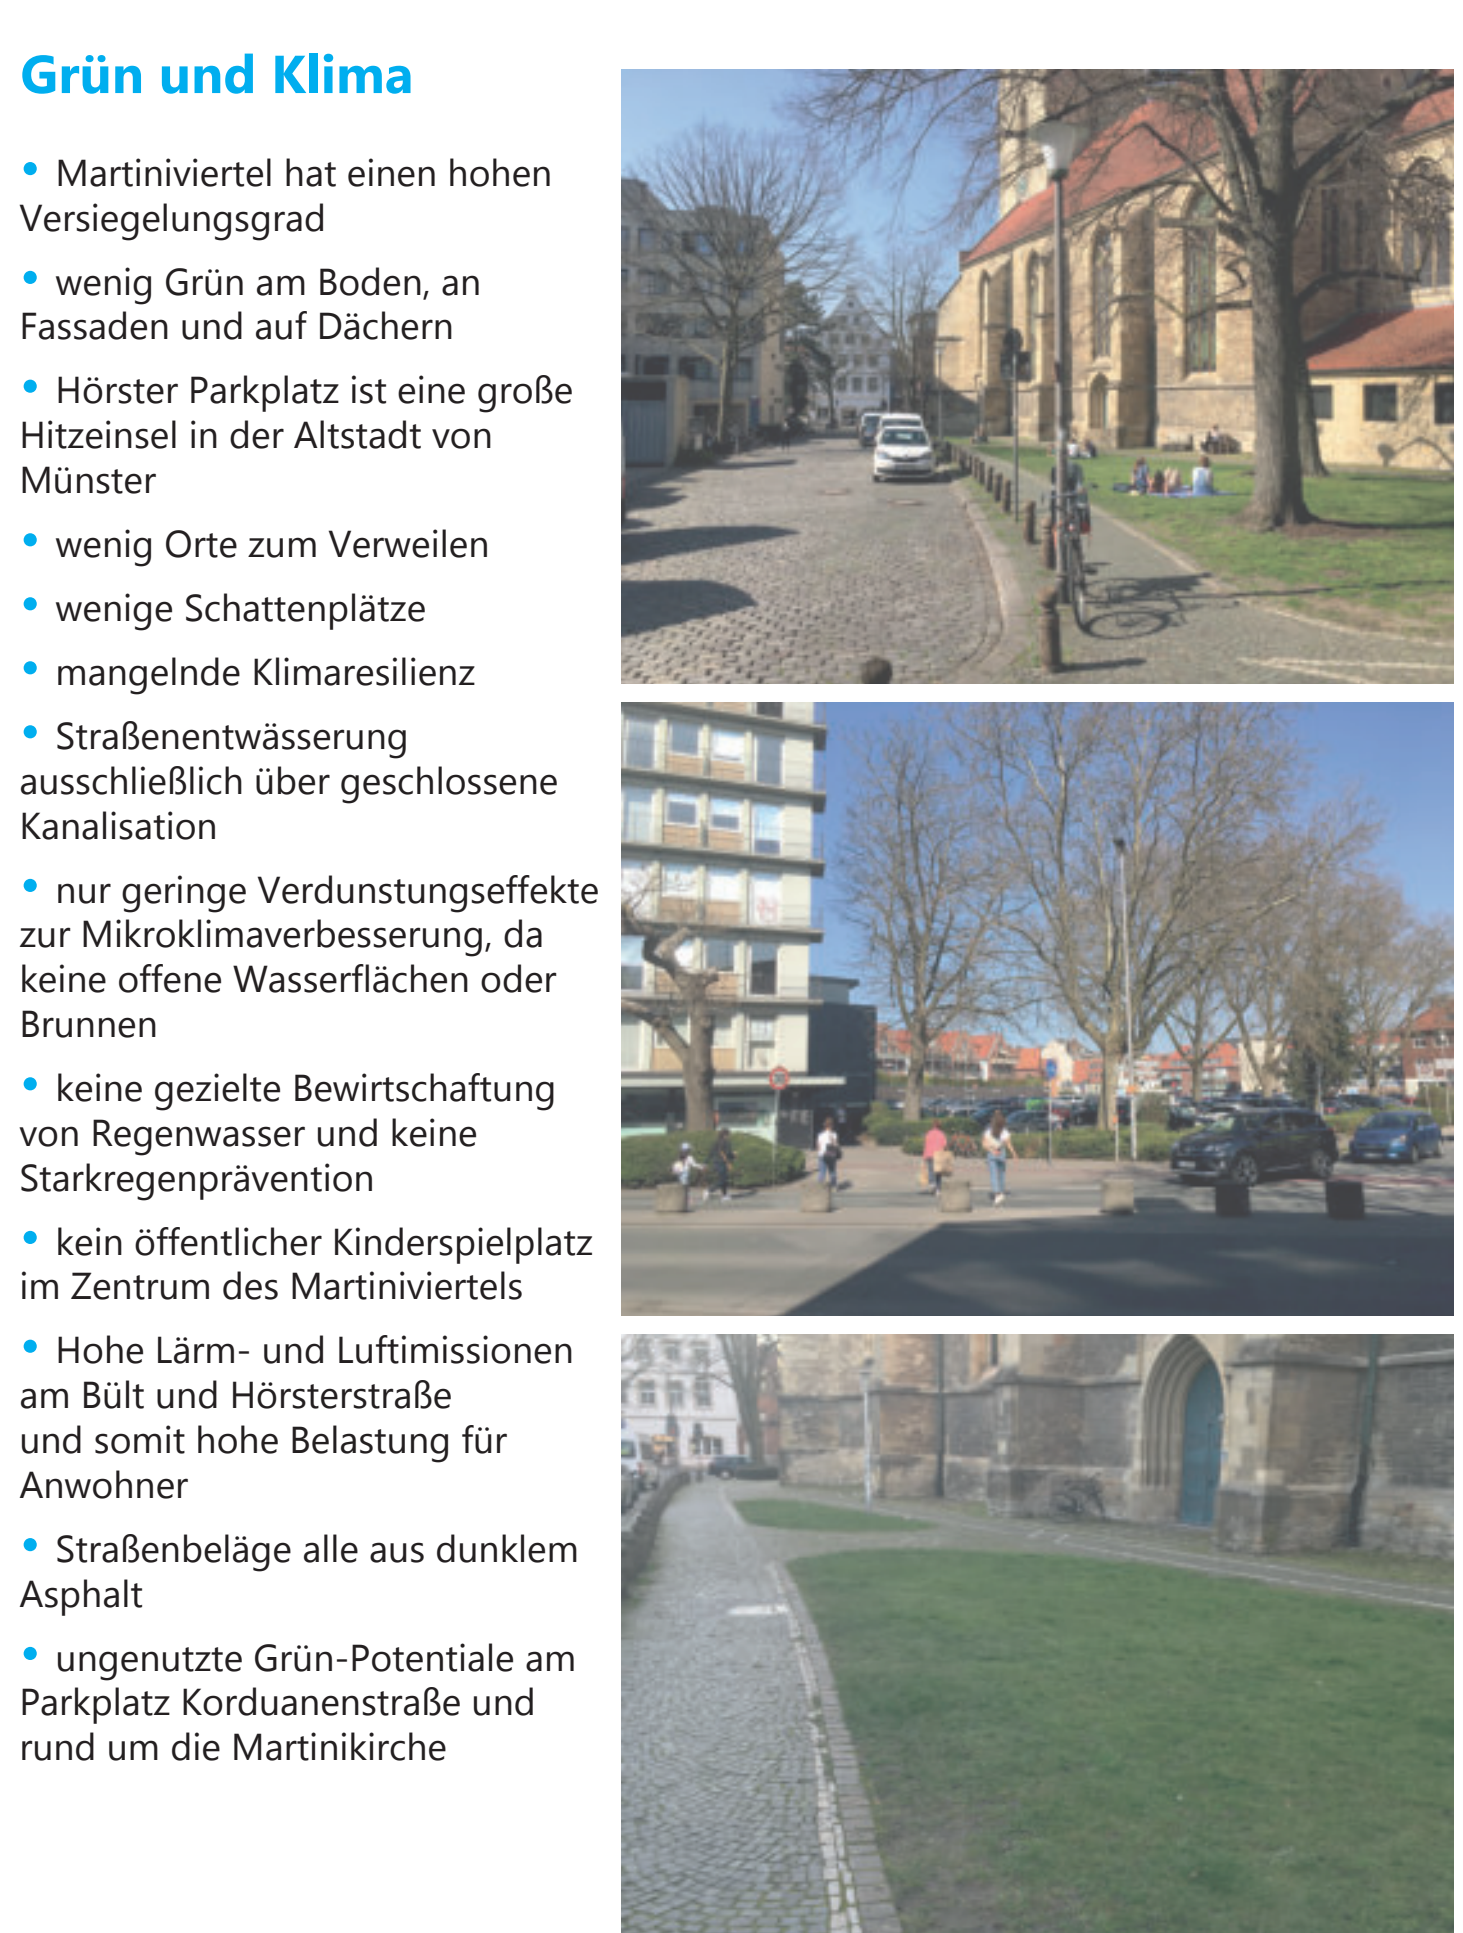 Grün und Klima
• Martiniviertel hat einen hohen
Versiegelungsgrad
• wenig Grün am Boden, an
Fassaden und auf Dächern
• Hörster Parkplatz ist eine große
Hitzeinsel in der Altstadt von
Münster
• wenig Orte zum Verweilen
• wenige Schattenplätze
• mangelnde Klimaresilienz
• Straßenentwässerung
ausschließlich über geschlossene
Kanalisation
• nur geringe Verdunstungseffekte
zur Mikroklimaverbesserung, da
keine offene Wasserflächen oder
Brunnen
• keine gezielte Bewirtschaftung
von Regenwasser und keine
Starkregenprävention
• kein öffentlicher Kinderspielplatz
im Zentrum des Martiniviertels
• Hohe Lärm- und Luftimissionen
am Bült und Hörsterstraße
und somit hohe Belastung für
Anwohner
• Straßenbeläge alle aus dunklem
Asphalt
• ungenutzte Grün-Potentiale am
Parkplatz Korduanenstraße und
rund um die Martinikirche